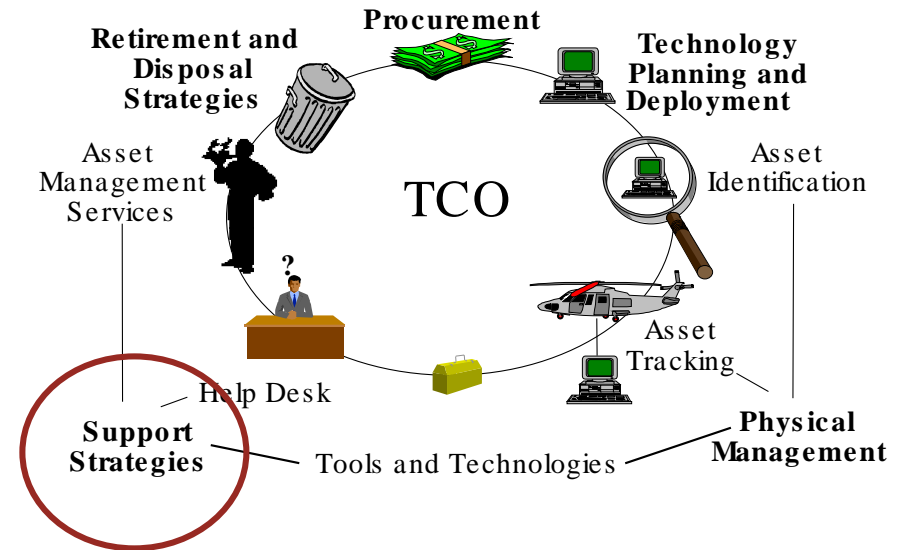 Procurement
Retirement and
Disposal
Strategies
Technology
Planning and
Deployment
Asset
Management
Services
TCO
Asset
Identification
?
Asset
Tracking
Help Desk
Support
Strategies
Tools and Technologies
Physical
Management